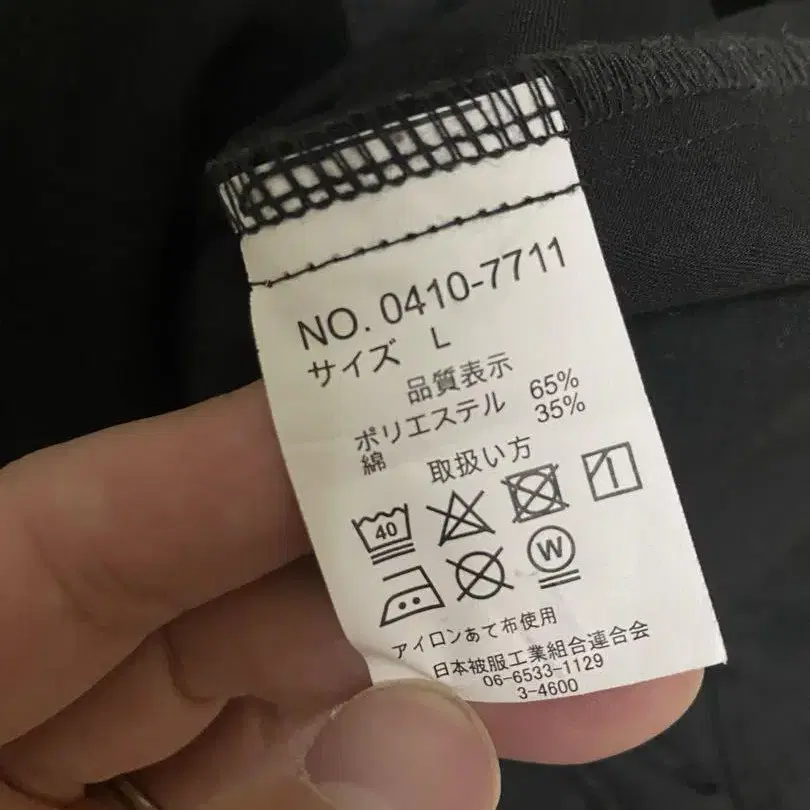 NO. 0410-7711
サイズ L
品質表示
ポリエステル 65%
綿 35%
取扱い方
40
W
アイロンあて布使用
日本被服工業組合連合会
06-6533-1129
3-4600